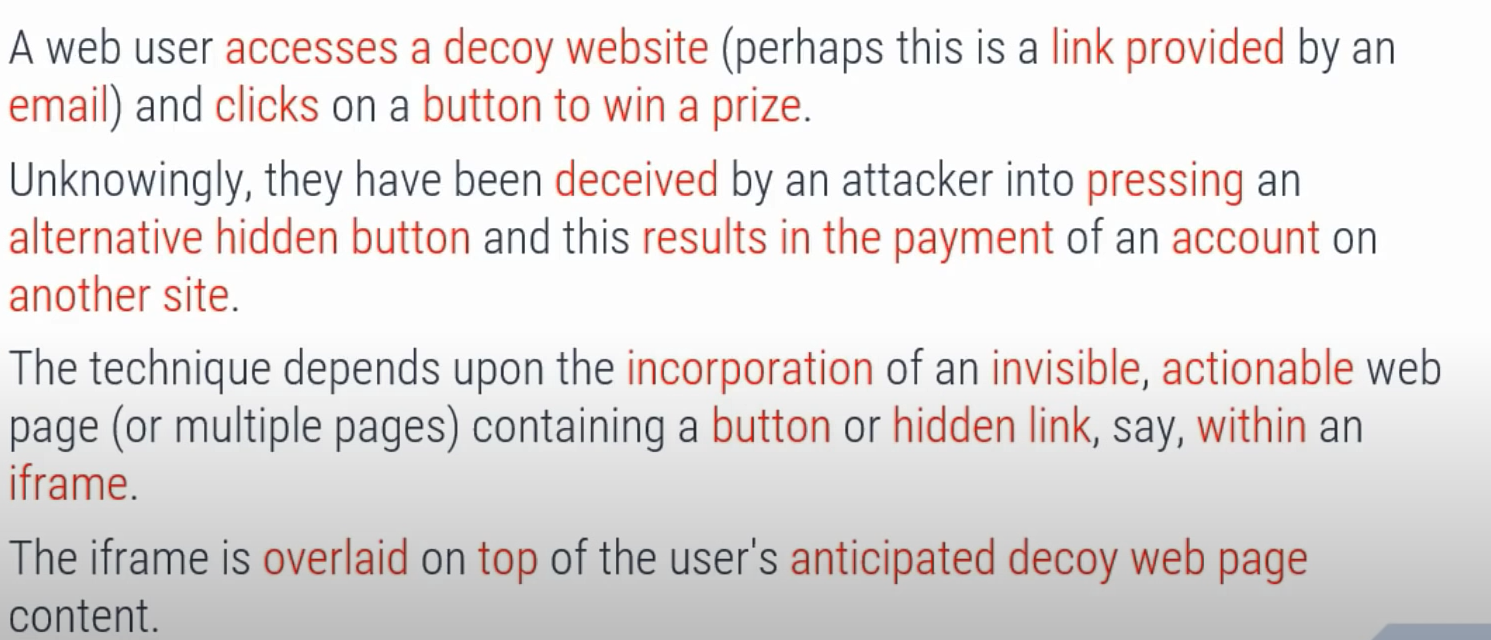 A web user accesses a decoy website (perhaps this is a link provided by an
email) and clicks on a button to win a prize.
Unknowingly, they have been deceived by an attacker into pressing an
alternative hidden button and this results in the payment of an account on
another site.
The technique depends upon the incorporation of an invisible, actionable web
page (or multiple pages) containing a button or hidden link, say, within an
iframe.
The iframe is overlaid on top of the user's anticipated decoy web page
content.